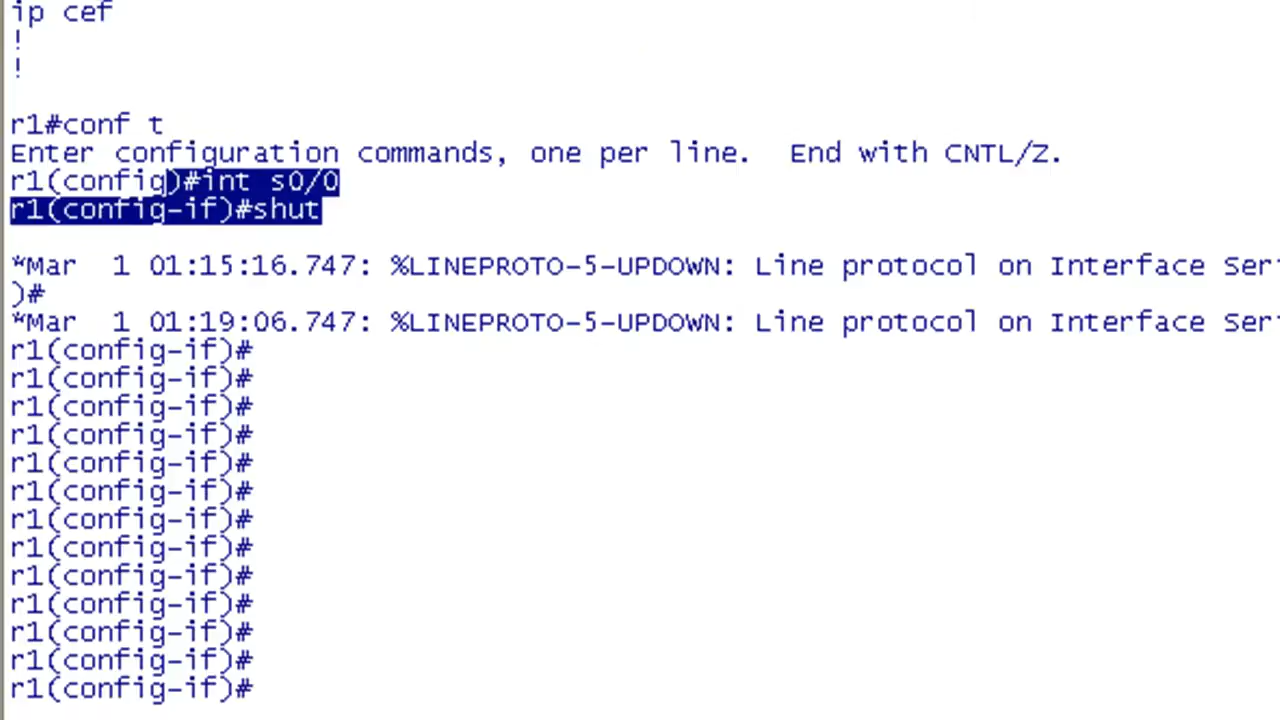 ip cef
!
!
r1#conf t
Enter configuration commands, one per line.  End with CNTL/Z.
r1(config)#int s0/0
r1(config-if)#shut
*Mar  1 01:15:16.747: %LINEPROTO-5-UPDOWN: Line protocol on Interface Ser
)#
*Mar  1 01:19:06.747: %LINEPROTO-5-UPDOWN: Line protocol on Interface Ser
r1(config-if)#
r1(config-if)#
r1(config-if)#
r1(config-if)#
r1(config-if)#
r1(config-if)#
r1(config-if)#
r1(config-if)#
r1(config-if)#
r1(config-if)#
r1(config-if)#
r1(config-if)#
r1(config-if)#